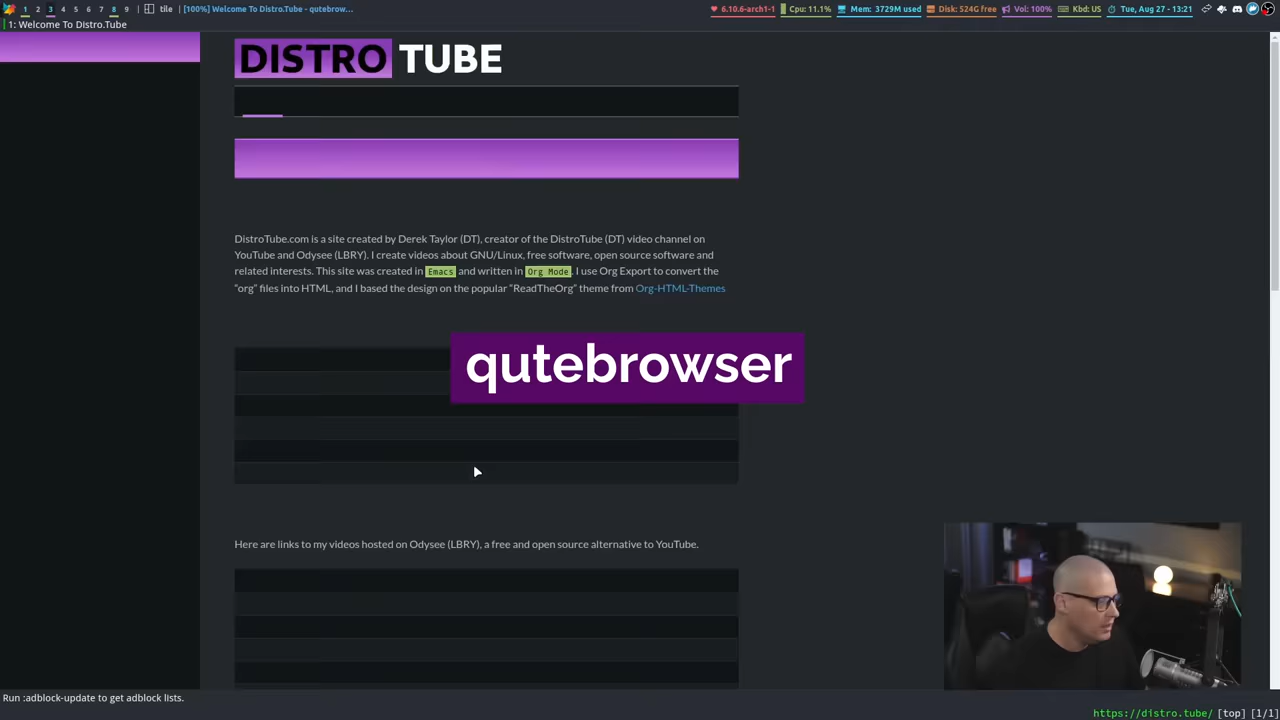 1 2 3 4 5 6 7 8 9 tile [100%] Welcome To Distro.Tube - qutebrow... 6.10.6-arch1-1 Cpu: 11.1% Mem: 3729M used Disk: 524G free Vol: 100% Kbd: US Tue, Aug 27 - 13:21
1: Welcome To Distro.Tube
DISTRO TUBE
DistroTube.com is a site created by Derek Taylor (DT), creator of the DistroTube (DT) video channel on
YouTube and Odysee (LBRY). I create videos about GNU/Linux, free software, open source software and
related interests. This site was created in Emacs and written in Org Mode. I use Org Export to convert the
"org" files into HTML, and I based the design on the popular "ReadTheOrg" theme from Org-HTML-Themes
qutebrowser
Here are links to my videos hosted on Odysee (LBRY), a free and open source alternative to YouTube.
Run :adblock-update to get adblock lists.
https://distro.tube/ [top] [1/1]